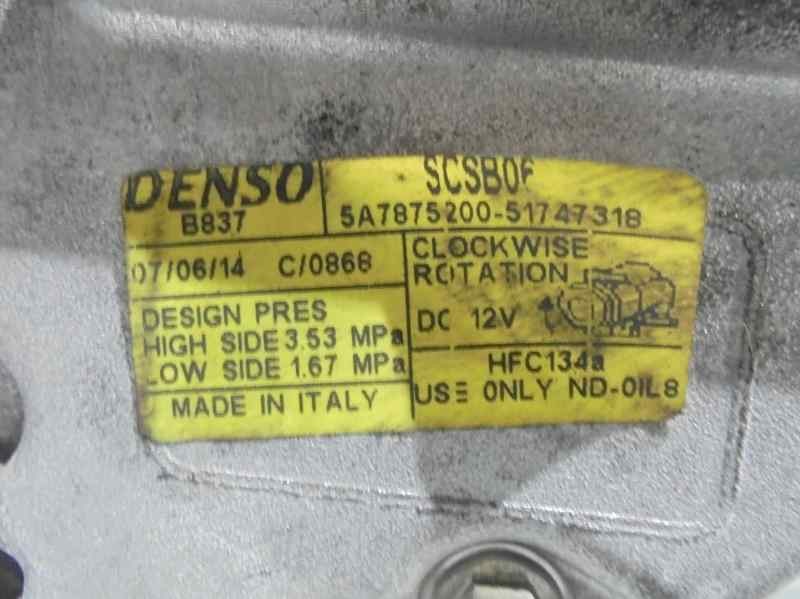 DENSO
B837
SCSB06
5A7875200-51747318
07/06/14 C/0868
CLOCKWISE
ROTATION
DC 12V
DESIGN PRES
HIGH SIDE 3.53 MPa
LOW SIDE 1.67 MPa
MADE IN ITALY
HFC134a
USE ONLY ND-OIL8